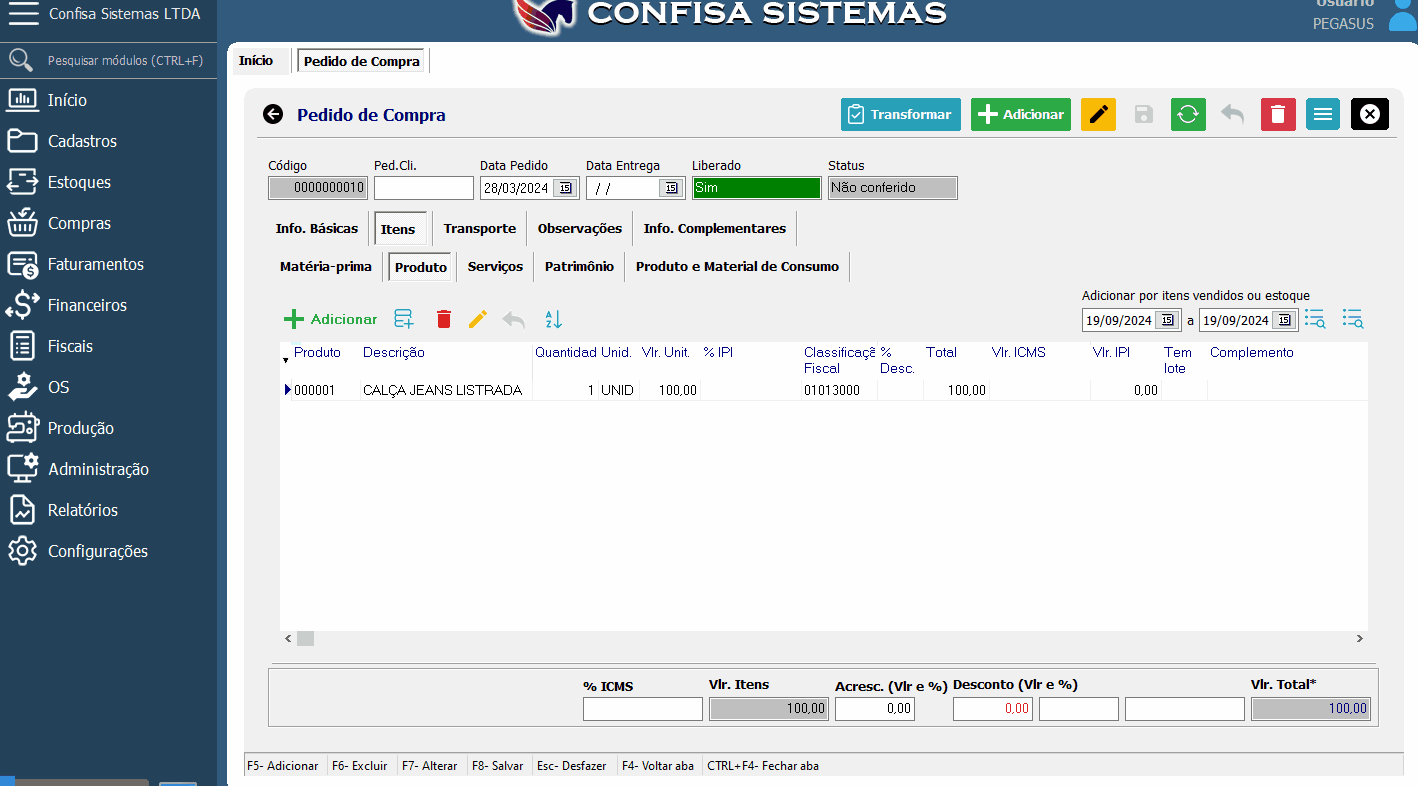 Confisa Sistemas LTDA
CONFISA SISTEMAS
Usuário
PEGASUS
Pesquisar módulos (CTRL+F)
Início
Cadastros
Estoques
Compras
Faturamentos
Financeiros
Fiscais
OS
Produção
Administração
Relatórios
Configurações
Início
Pedido de Compra
Pedido de Compra
Transformar
Adicionar
Código
Ped.Cli.
Data Pedido
Data Entrega
Liberado
Status
0000000010
28/03/2024
15
/ /
15
Sim
Não conferido
Info. Básicas
Itens
Transporte
Observações
Info. Complementares
Matéria-prima
Produto
Serviços
Patrimônio
Produto e Material de Consumo
Adicionar por itens vendidos ou estoque
Adicionar
A
Z
19/09/2024
15
a
19/09/2024
15
Produto
Descrição
Quantidad
Unid.
Vlr. Unit.
% IPI
Classificaçã
Fiscal
%
Desc.
Total
Vlr. ICMS
Vlr. IPI
Tem
lote
Complemento
000001
CALÇA JEANS LISTRADA
1
UNID
100,00
01013000
100,00
0,00
% ICMS
Vlr. Itens
Acresc. (Vlr e %)
Desconto (Vlr e %)
Vlr. Total*
100,00
0,00
0,00
100,00
F5- Adicionar
F6- Excluir
F7- Alterar
F8- Salvar
Esc- Desfazer
F4- Voltar aba
CTRL+F4- Fechar aba